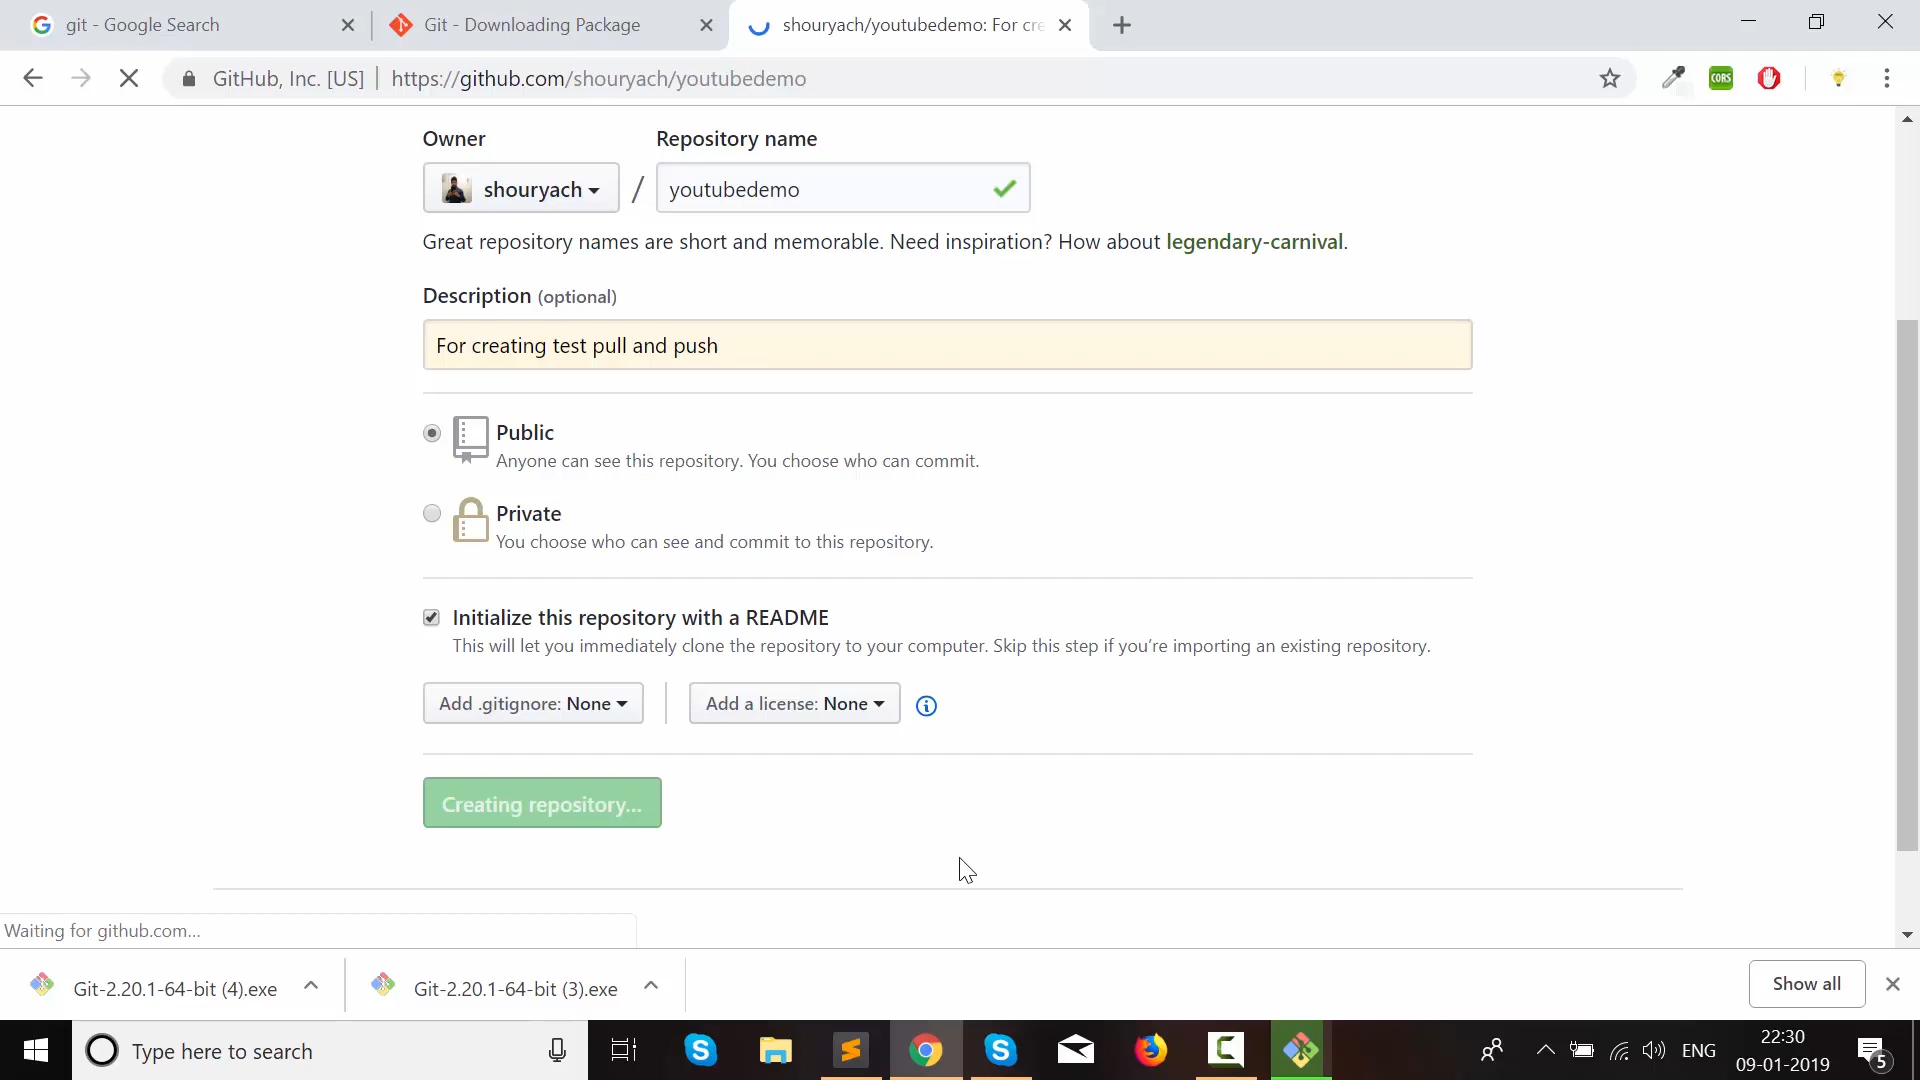 git - Google Search
Git - Downloading Package
shouryach/youtubedemo: For cre
GitHub, Inc. [US] | https://github.com/shouryach/youtubedemo
CORS
Owner
Repository name
shouryach
/
youtubedemo
Great repository names are short and memorable. Need inspiration? How about legendary-carnival.
Description (optional)
For creating test pull and push
Public
Anyone can see this repository. You choose who can commit.
Private
You choose who can see and commit to this repository.
Initialize this repository with a README
This will let you immediately clone the repository to your computer. Skip this step if you’re importing an existing repository.
Add .gitignore: None
Add a license: None
Creating repository...
Waiting for github.com...
Git-2.20.1-64-bit (4).exe
Git-2.20.1-64-bit (3).exe
Show all
Type here to search
ENG
22:30
09-01-2019
5